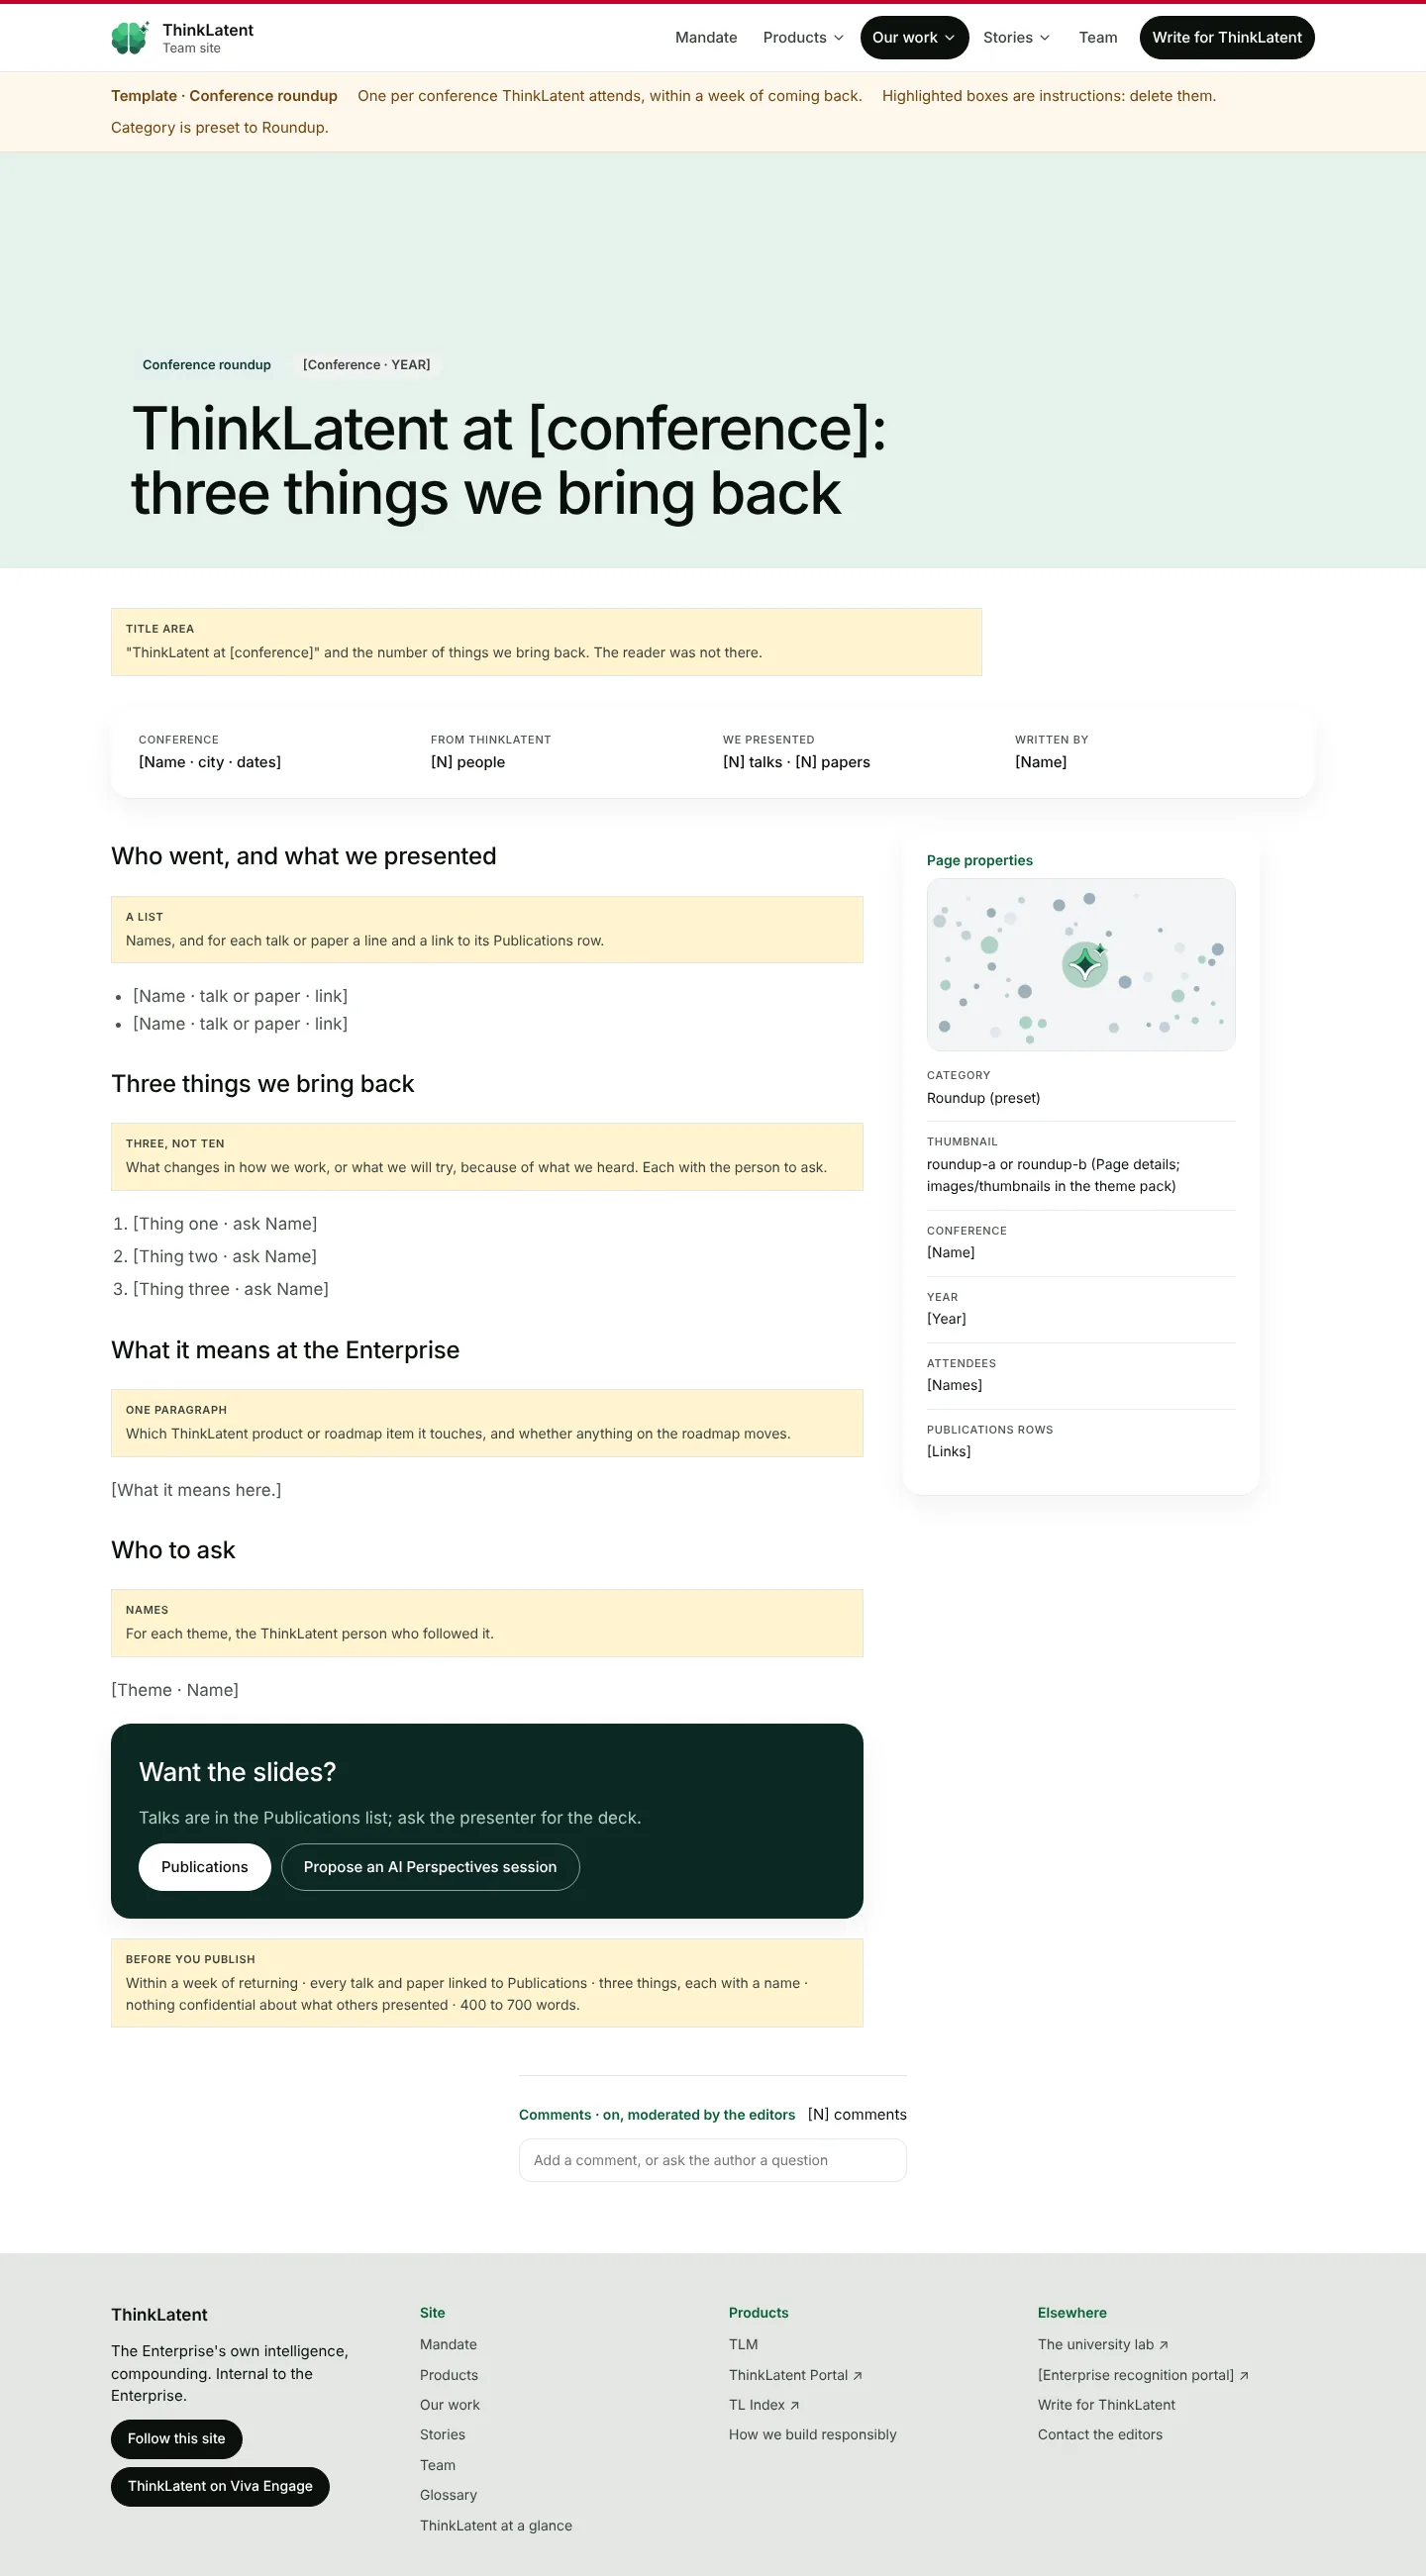 ThinkLatent
Team site
Mandate
Products
Our work
Stories
Team
Write for ThinkLatent
Template · Conference roundup
One per conference ThinkLatent attends, within a week of coming back.
Highlighted boxes are instructions: delete them.
Category is preset to Roundup.
Conference roundup
[Conference · YEAR]
ThinkLatent at [conference]:
three things we bring back
TITLE AREA
"ThinkLatent at [conference]" and the number of things we bring back. The reader was not there.
CONFERENCE
[Name · city · dates]
FROM THINKLATENT
[N] people
WE PRESENTED
[N] talks · [N] papers
WRITTEN BY
[Name]
Who went, and what we presented
A LIST
Names, and for each talk or paper a line and a link to its Publications row.
• [Name · talk or paper · link]
• [Name · talk or paper · link]
Three things we bring back
THREE, NOT TEN
What changes in how we work, or what we will try, because of what we heard. Each with the person to ask.
1. [Thing one · ask Name]
2. [Thing two · ask Name]
3. [Thing three · ask Name]
What it means at the Enterprise
ONE PARAGRAPH
Which ThinkLatent product or roadmap item it touches, and whether anything on the roadmap moves.
[What it means here.]
Who to ask
NAMES
For each theme, the ThinkLatent person who followed it.
[Theme · Name]
Want the slides?
Talks are in the Publications list; ask the presenter for the deck.
Publications
Propose an AI Perspectives session
BEFORE YOU PUBLISH
Within a week of returning · every talk and paper linked to Publications · three things, each with a name ·
nothing confidential about what others presented · 400 to 700 words.
Page properties
CATEGORY
Roundup (preset)
THUMBNAIL
roundup-a or roundup-b (Page details;
images/thumbnails in the theme pack)
CONFERENCE
[Name]
YEAR
[Year]
ATTENDEES
[Names]
PUBLICATIONS ROWS
[Links]
Comments · on, moderated by the editors
[N] comments
Add a comment, or ask the author a question
ThinkLatent
The Enterprise's own intelligence,
compounding. Internal to the
Enterprise.
Follow this site
ThinkLatent on Viva Engage
Site
Mandate
Products
Our work
Stories
Team
Glossary
ThinkLatent at a glance
Products
TLM
ThinkLatent Portal ↗
TL Index ↗
How we build responsibly
Elsewhere
The university lab ↗
[Enterprise recognition portal] ↗
Write for ThinkLatent
Contact the editors